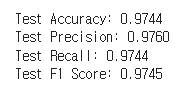 Test Accuracy: 0.9744
Test Precision: 0.9760
Test Recall: 0.9744
Test F1 Score: 0.9745